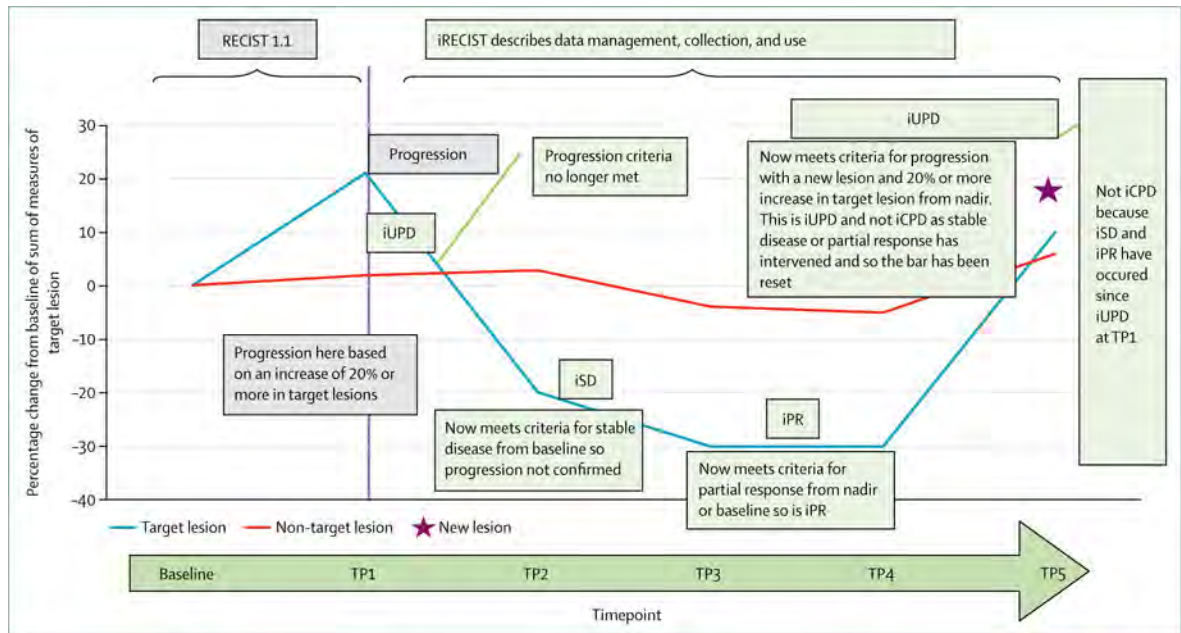 RECIST 1.1
iRECIST describes data management, collection, and use
Percentage change from baseline of sum of measures of
target lesion
30
20
10
0
–10
–20
–30
–40
Progression
iUPD
Progression criteria
no longer met
iUPD
Now meets criteria for progression
with a new lesion and 20% or more
increase in target lesion from nadir.
This is iUPD and not iCPD as stable
disease or partial response has
intervened and so the bar has been
reset
Not iCPD
because
iSD and
iPR have
occured
since
iUPD
at TP1
Progression here based
on an increase of 20% or
more in target lesions
iSD
Now meets criteria for stable
disease from baseline so
progression not confirmed
iPR
Now meets criteria for
partial response from nadir
or baseline so is iPR
Target lesion
Non-target lesion
New lesion
Baseline
TP1
TP2
TP3
TP4
TP5
Timepoint